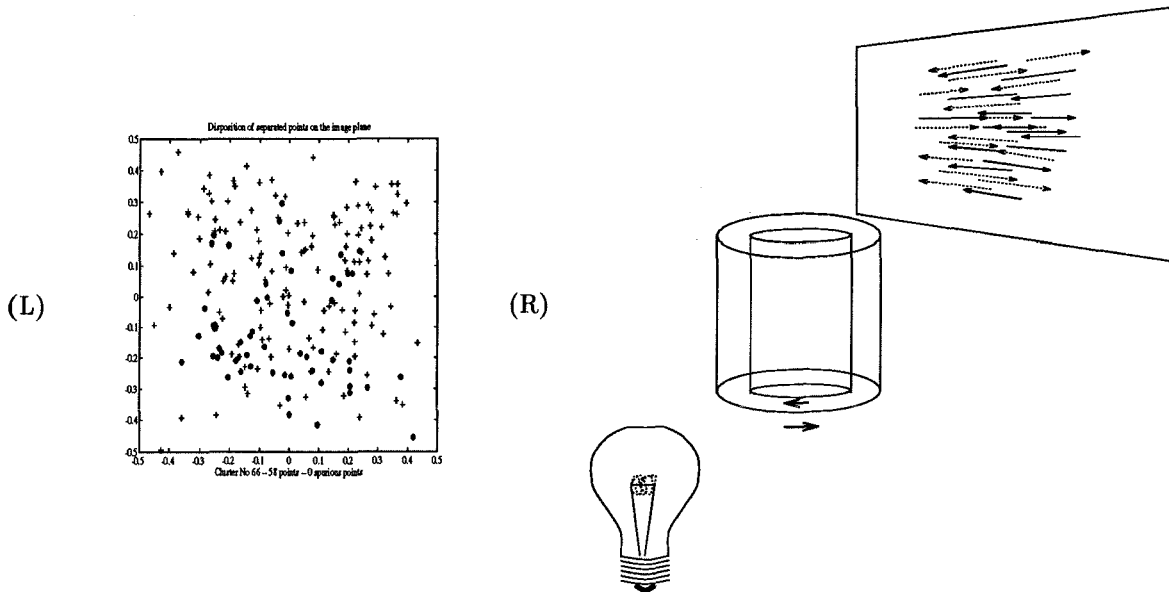 Disposition of separated points on the image plane
0.5
0.4
0.3
0.2
0.1
0
-0.1
-0.2
-0.3
-0.4
-0.5
-0.5 -0.4 -0.3 -0.2 -0.1 0 0.1 0.2 0.3 0.4 0.5
Cluster No 66 – 58 points – 0 spurious points
(L)
(R)